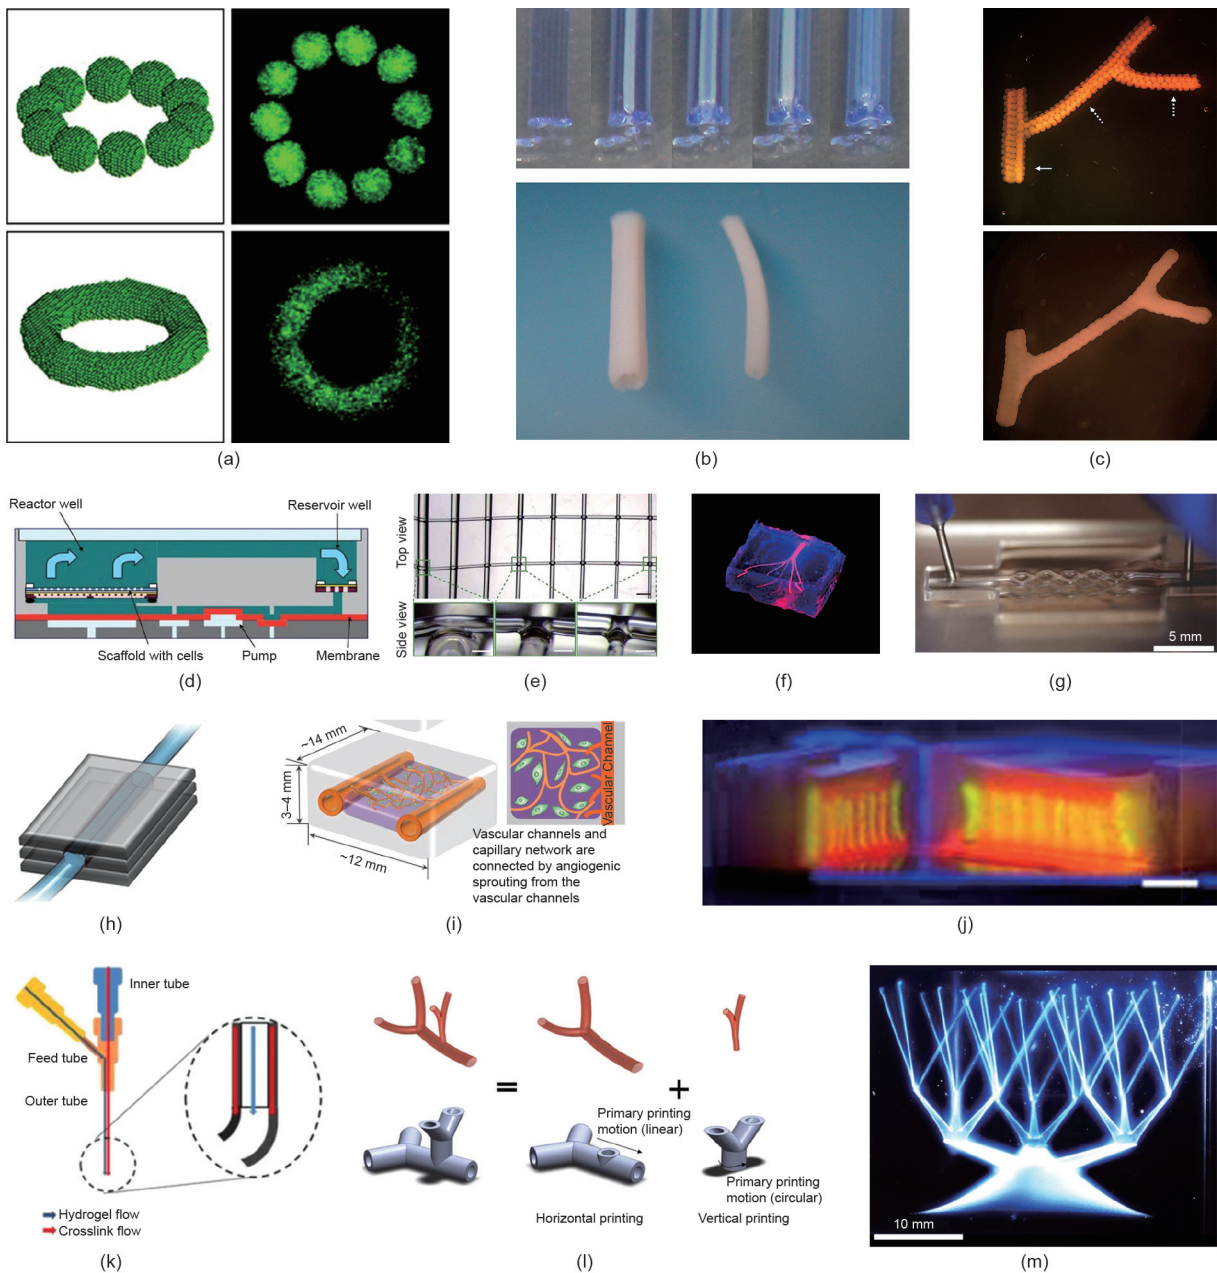 (a)
(b)
(c)
Reactor well
Reservoir well
Scaffold with cells
Pump
Membrane
(d)
Top view
Side view
(e)
(f)
5 mm
(g)
(h)
~14 mm
3–4 mm
~12 mm
Vascular Channel
Vascular channels and
capillary network are
connected by angiogenic
sprouting from the
vascular channels
(i)
(j)
Inner tube
Feed tube
Outer tube
Hydrogel flow
Crosslink flow
(k)
=
+
Primary printing
motion (linear)
Primary printing
motion (circular)
Horizontal printing
Vertical printing
(l)
10 mm
(m)